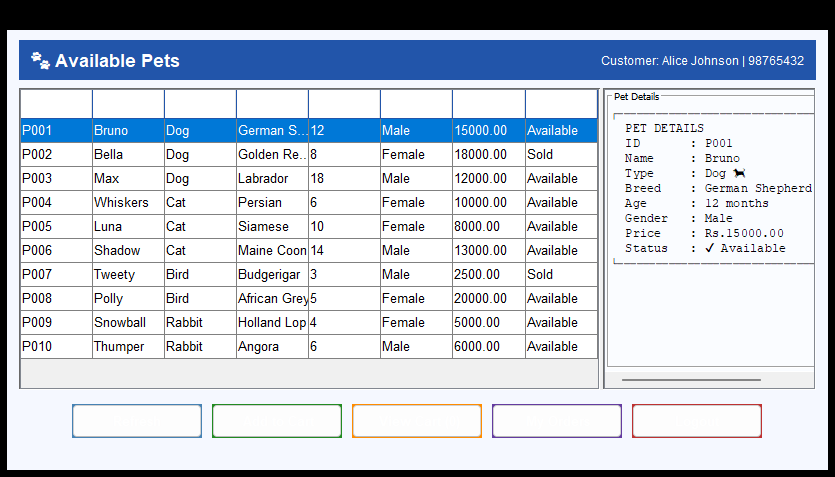 🐾 Available Pets Customer: Alice Johnson | 98765432
P001 Bruno Dog German S... 12 Male 15000.00 Available
P002 Bella Dog Golden Re... 8 Female 18000.00 Sold
P003 Max Dog Labrador 18 Male 12000.00 Available
P004 Whiskers Cat Persian 6 Female 10000.00 Available
P005 Luna Cat Siamese 10 Female 8000.00 Available
P006 Shadow Cat Maine Coon 14 Male 13000.00 Available
P007 Tweety Bird Budgerigar 3 Male 2500.00 Sold
P008 Polly Bird African Grey 5 Female 20000.00 Available
P009 Snowball Rabbit Holland Lop 4 Female 5000.00 Available
P010 Thumper Rabbit Angora 6 Male 6000.00 Available
Pet Details
PET DETAILS
ID : P001
Name : Bruno
Type : Dog 🐕
Breed : German Shepherd
Age : 12 months
Gender : Male
Price : Rs.15000.00
Status : ✔ Available